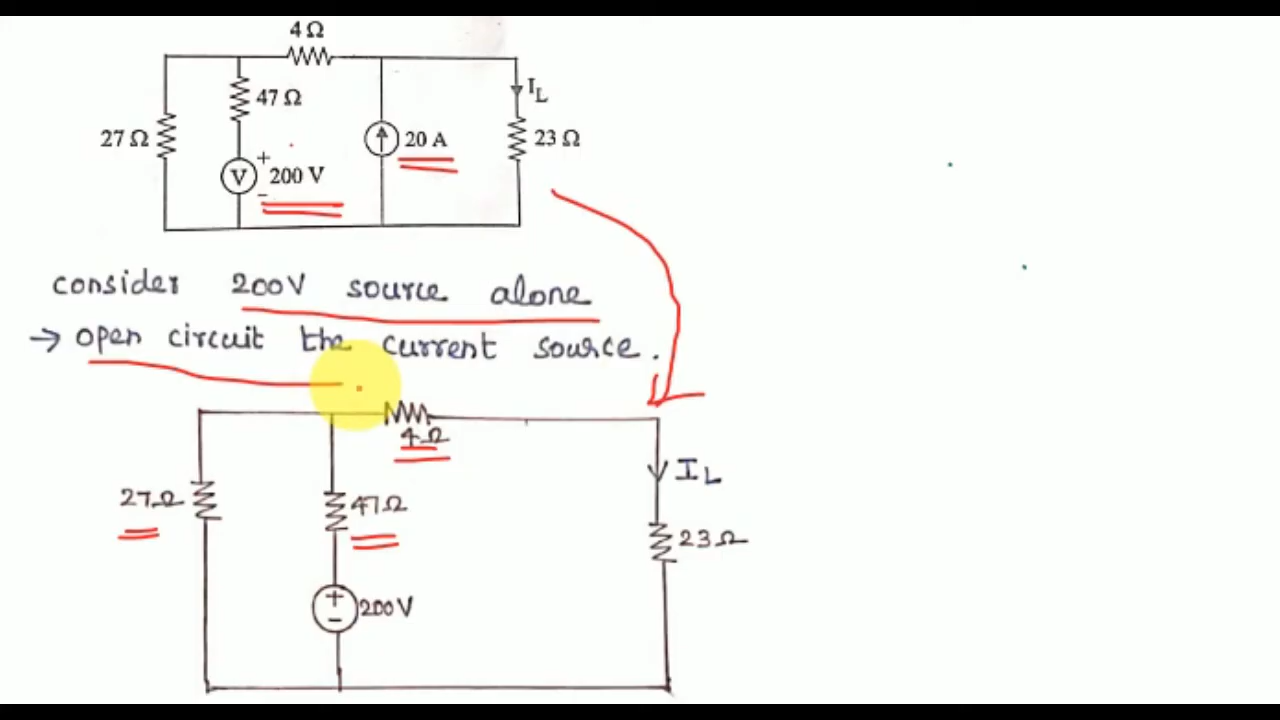 4 Ω
47 Ω
I_L
27 Ω
20 A
23 Ω
V
+
200 V
−
consider 200V source alone
→ open circuit the current source.
4Ω
I_L
27Ω
47Ω
23Ω
+
200V
−